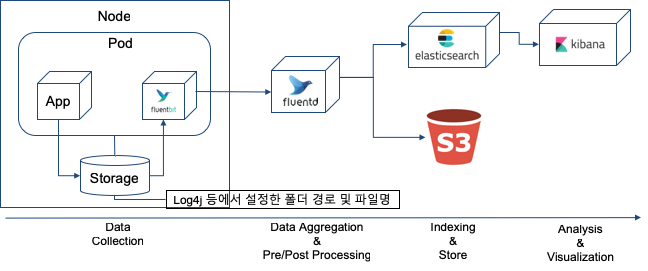 Node
Pod
App
fluentbit
Storage
Log4j 등에서 설정한 폴더 경로 및 파일명
fluentd
elasticsearch
kibana
S3
Data
Collection
Data Aggregation
&
Pre/Post Processing
Indexing
&
Store
Analysis
&
Visualization